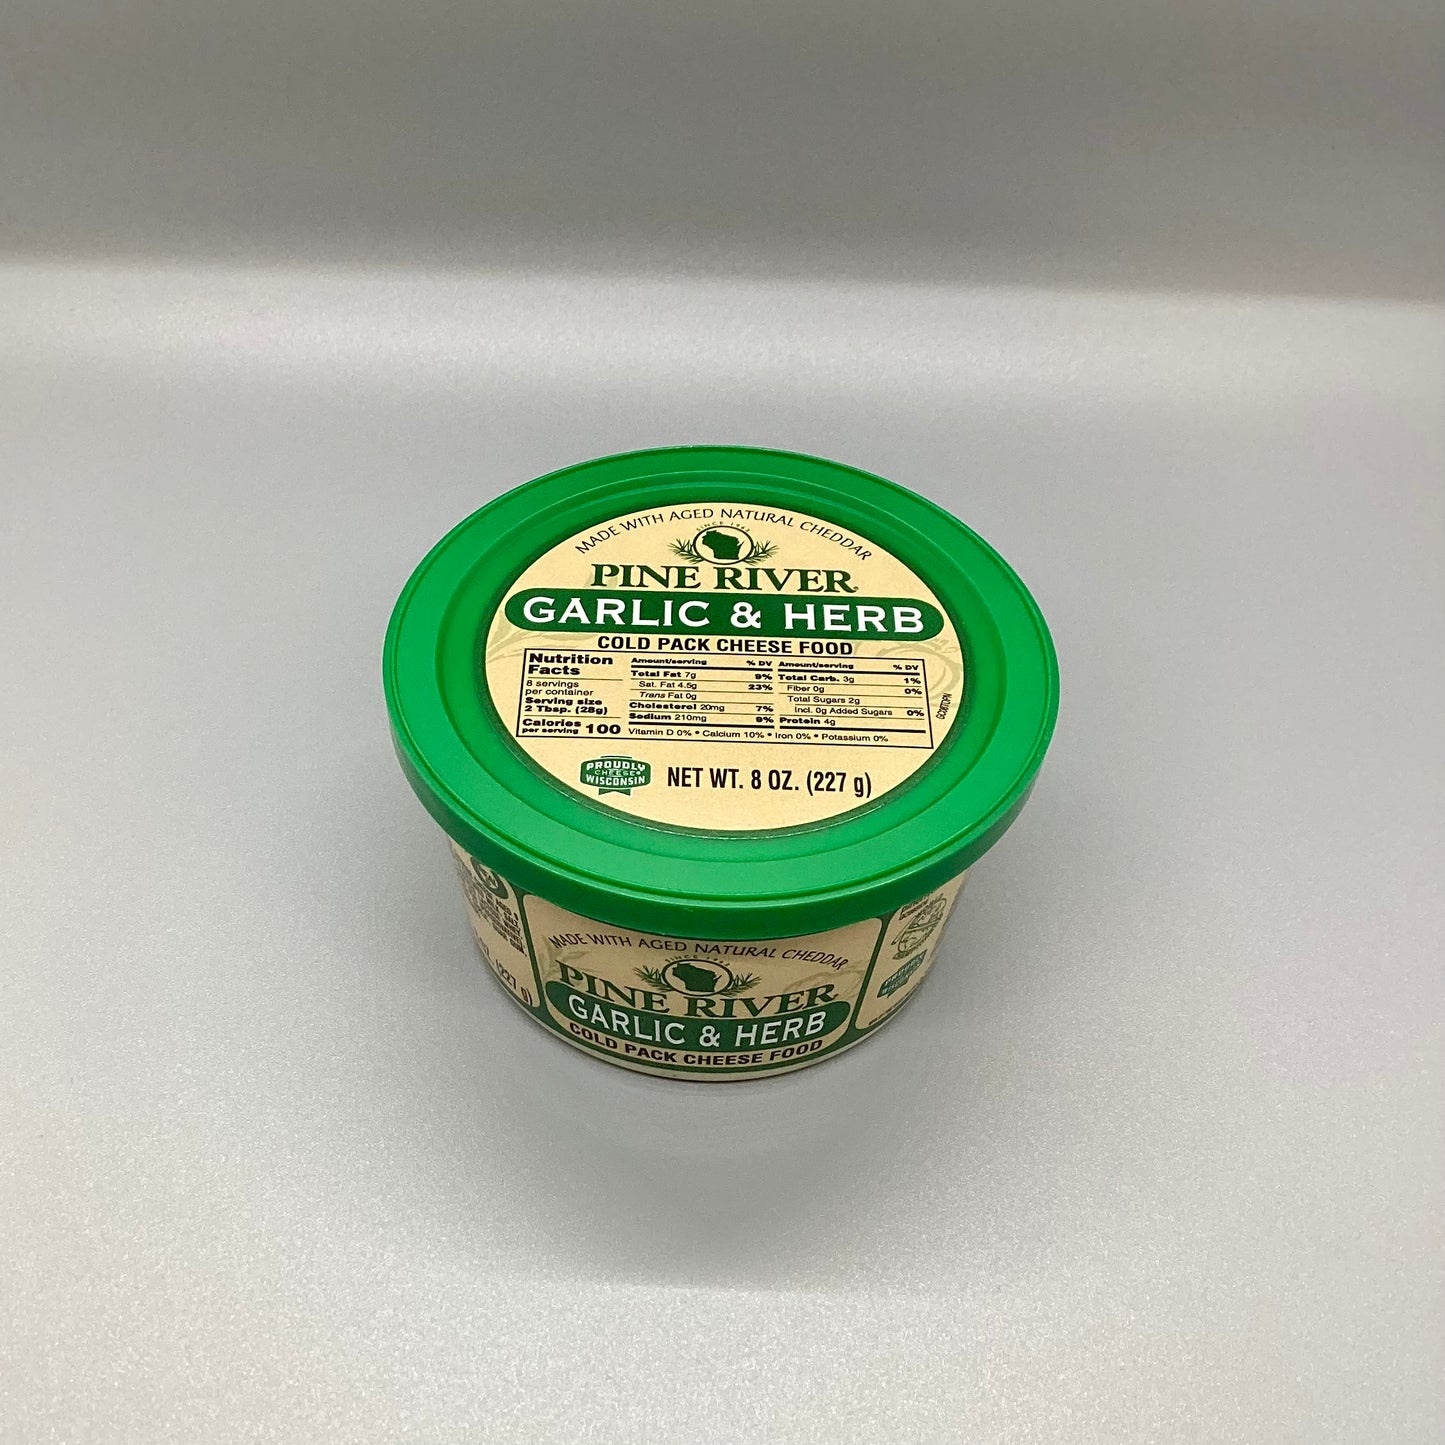 MADE WITH AGED NATURAL CHEDDAR
SINCE 1963
PINE RIVER
GARLIC & HERB
COLD PACK CHEESE FOOD
Nutrition
Facts
8 servings
per container
Serving size
2 Tbsp. (28g)
Calories
per serving 100
Amount/serving % DV
Total Fat 7g 9%
Sat. Fat 4.5g 23%
Trans Fat 0g
Cholesterol 20mg 7%
Sodium 210mg 9%
Amount/serving % DV
Total Carb. 3g 1%
Fiber 0g 0%
Total Sugars 2g
Incl. 0g Added Sugars 0%
Protein 4g
Vitamin D 0% • Calcium 10% • Iron 0% • Potassium 0%
PROUDLY
WISCONSIN
CHEESE
NET WT. 8 OZ. (227 g)
MADE WITH AGED NATURAL CHEDDAR
PINE RIVER
GARLIC & HERB
COLD PACK CHEESE FOOD
(227 g)